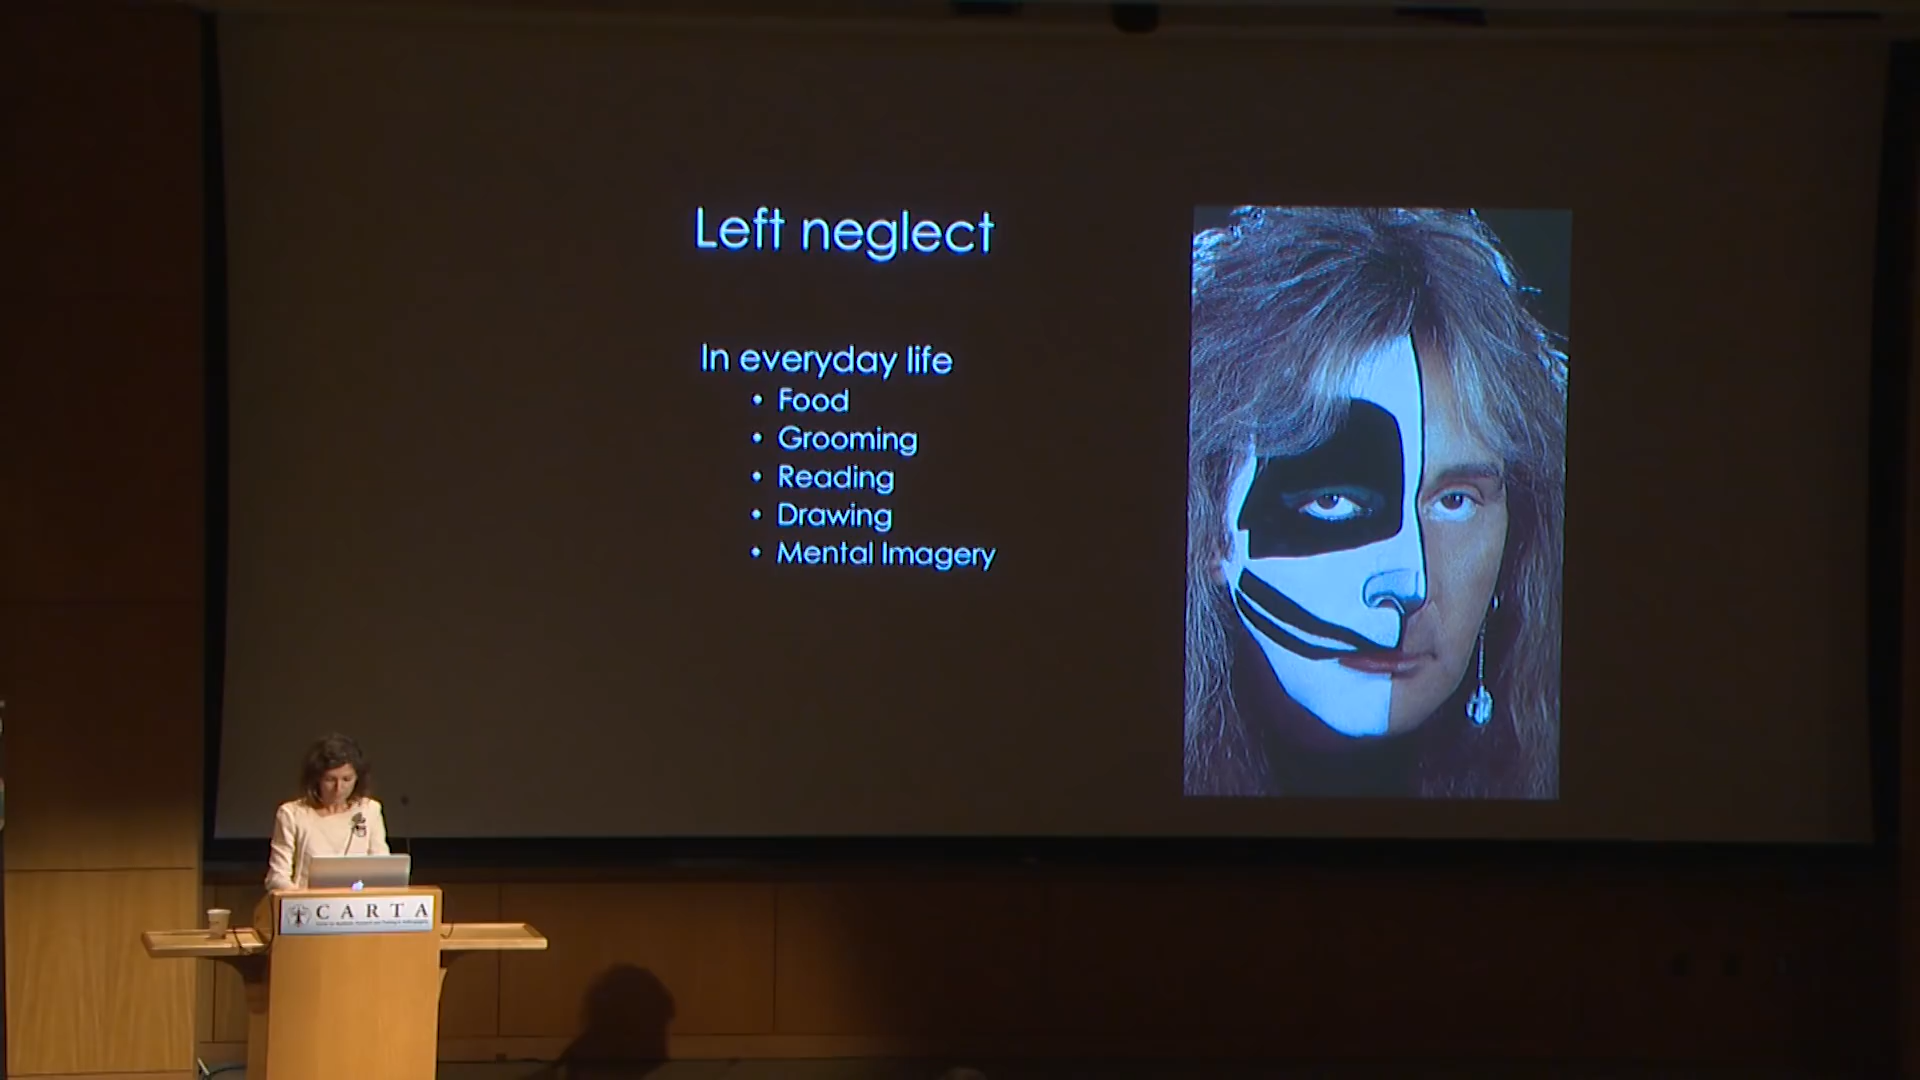 Left neglect
In everyday life
• Food
• Grooming
• Reading
• Drawing
• Mental Imagery
CARTA